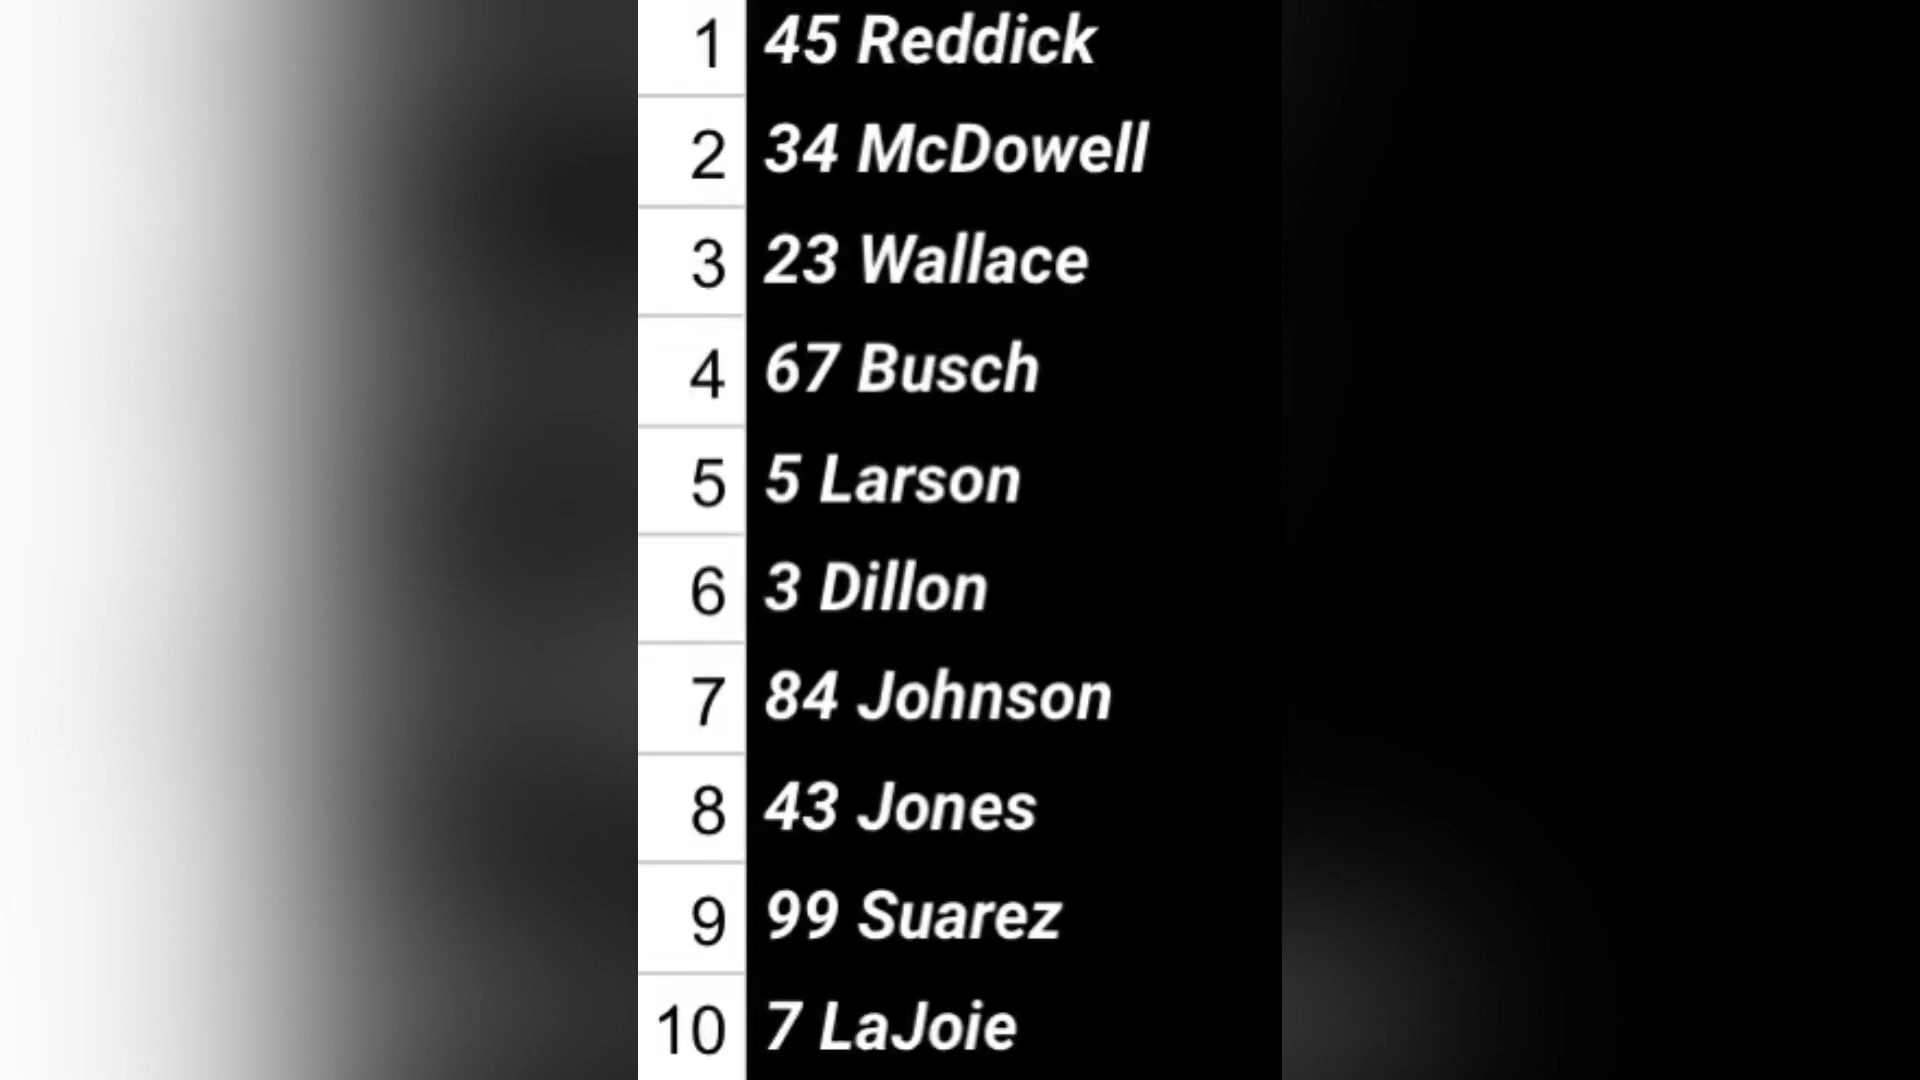 1 45 Reddick
2 34 McDowell
3 23 Wallace
4 67 Busch
5 5 Larson
6 3 Dillon
7 84 Johnson
8 43 Jones
9 99 Suarez
10 7 LaJoie